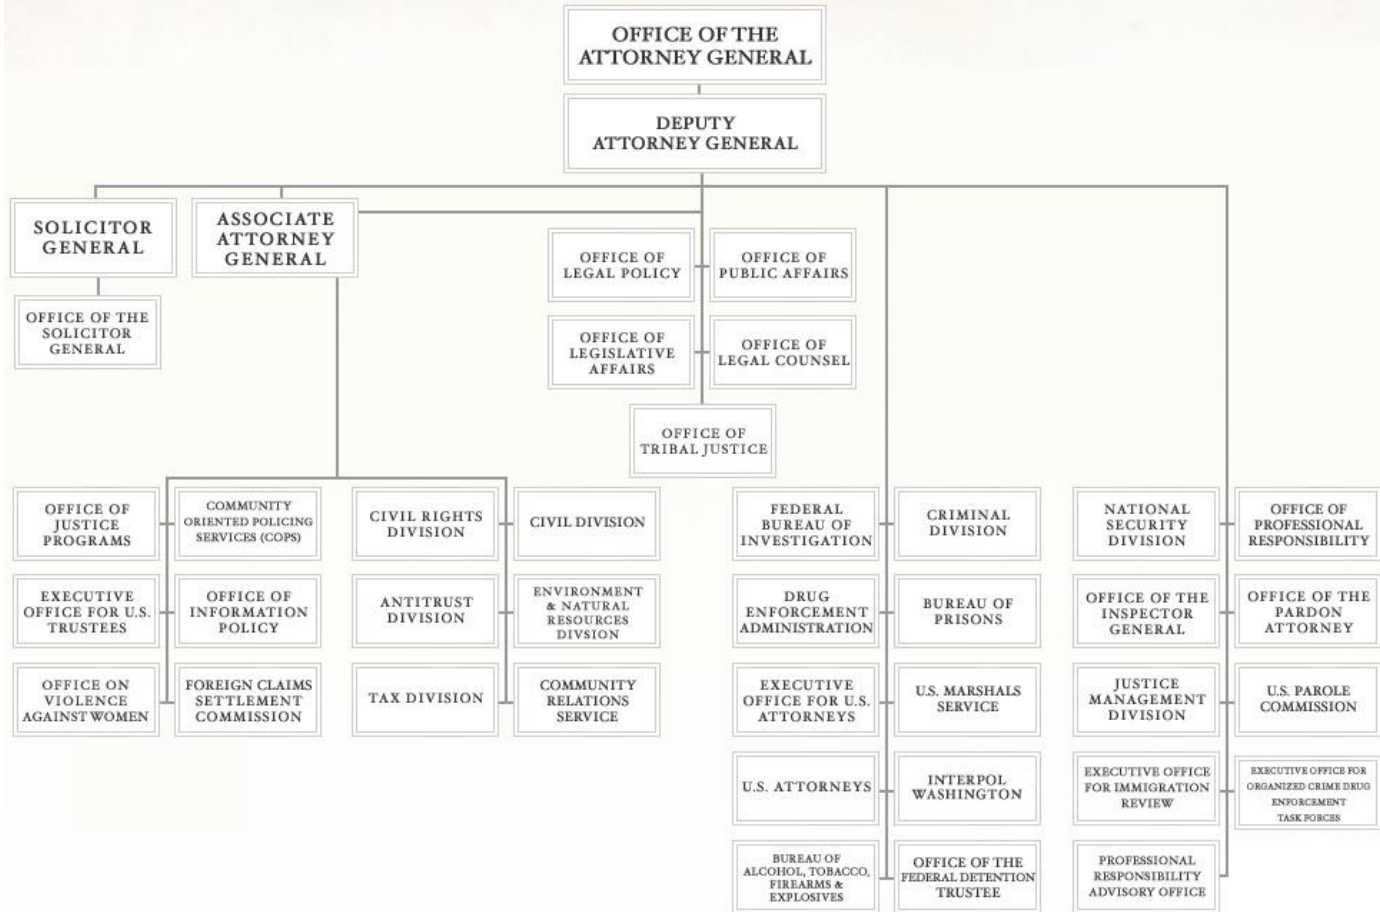 OFFICE OF THE
ATTORNEY GENERAL
DEPUTY
ATTORNEY GENERAL
SOLICITOR
GENERAL
ASSOCIATE
ATTORNEY
GENERAL
OFFICE OF THE
SOLICITOR
GENERAL
OFFICE OF
LEGAL POLICY
OFFICE OF
PUBLIC AFFAIRS
OFFICE OF
LEGISLATIVE
AFFAIRS
OFFICE OF
LEGAL COUNSEL
OFFICE OF
TRIBAL JUSTICE
OFFICE OF
JUSTICE
PROGRAMS
COMMUNITY
ORIENTED POLICING
SERVICES (COPS)
CIVIL RIGHTS
DIVISION
CIVIL DIVISION
FEDERAL
BUREAU OF
INVESTIGATION
CRIMINAL
DIVISION
NATIONAL
SECURITY
DIVISION
OFFICE OF
PROFESSIONAL
RESPONSIBILITY
EXECUTIVE
OFFICE FOR U.S.
TRUSTEES
OFFICE OF
INFORMATION
POLICY
ANTITRUST
DIVISION
ENVIRONMENT
& NATURAL
RESOURCES
DIVSION
DRUG
ENFORCEMENT
ADMINISTRATION
BUREAU OF
PRISONS
OFFICE OF THE
INSPECTOR
GENERAL
OFFICE OF THE
PARDON
ATTORNEY
OFFICE ON
VIOLENCE
AGAINST WOMEN
FOREIGN CLAIMS
SETTLEMENT
COMMISSION
TAX DIVISION
COMMUNITY
RELATIONS
SERVICE
EXECUTIVE
OFFICE FOR U.S.
ATTORNEYS
U.S. MARSHALS
SERVICE
JUSTICE
MANAGEMENT
DIVISION
U.S. PAROLE
COMMISSION
U.S. ATTORNEYS
INTERPOL
WASHINGTON
EXECUTIVE OFFICE
FOR IMMIGRATION
REVIEW
EXECUTIVE OFFICE FOR
ORGANIZED CRIME DRUG
ENFORCEMENT
TASK FORCES
BUREAU OF
ALCOHOL, TOBACCO,
FIREARMS &
EXPLOSIVES
OFFICE OF THE
FEDERAL DETENTION
TRUSTEE
PROFESSIONAL
RESPONSIBILITY
ADVISORY OFFICE